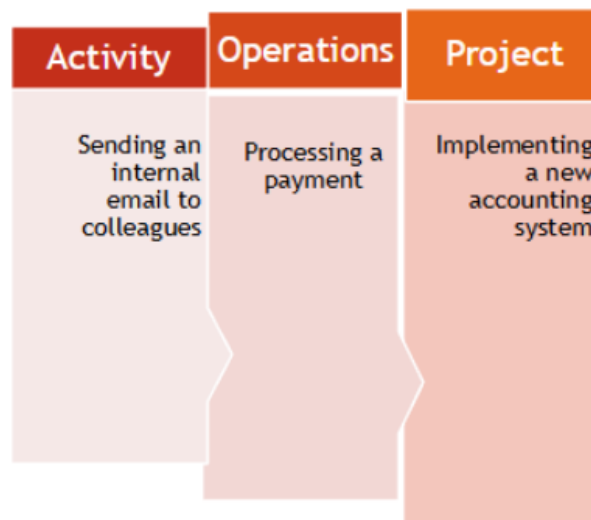 Activity
Sending an
internal
email to
colleagues
Operations
Processing a
payment
Project
Implementing
a new
accounting
system